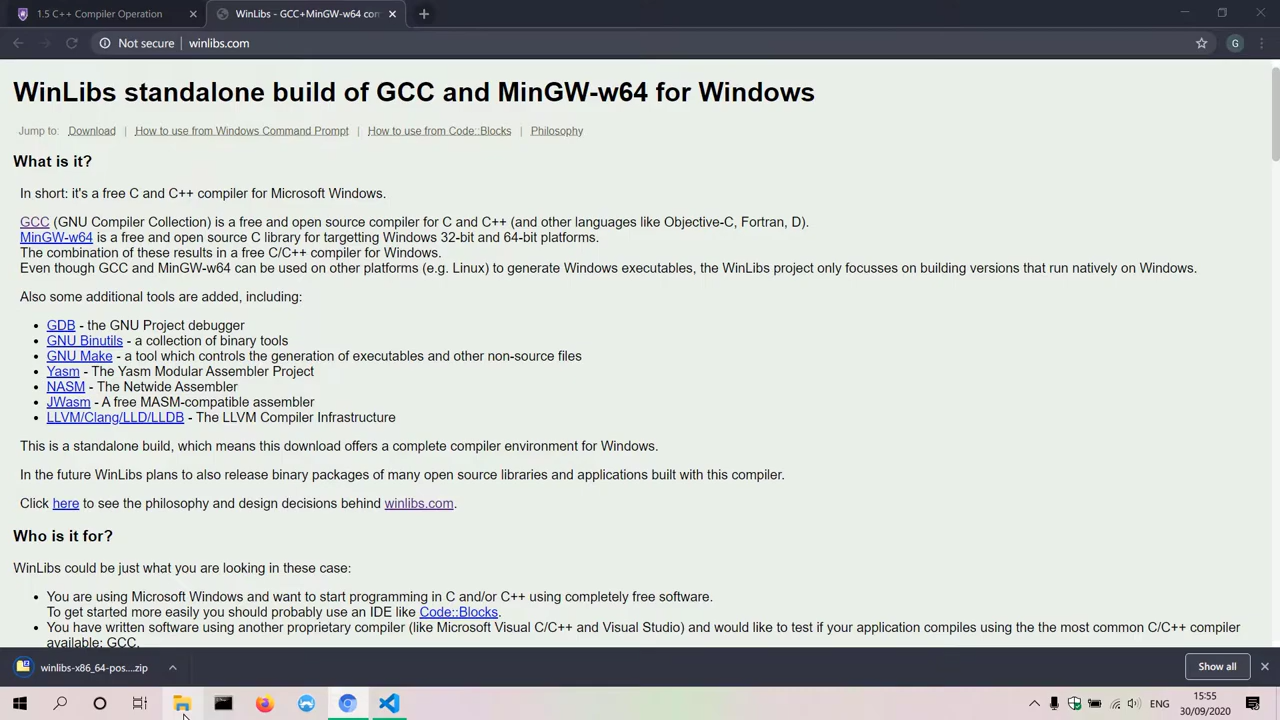 1.5 C++ Compiler Operation
WinLibs - GCC+MinGW-w64 con
Not secure | winlibs.com
G
WinLibs standalone build of GCC and MinGW-w64 for Windows
Jump to: Download | How to use from Windows Command Prompt | How to use from Code::Blocks | Philosophy
What is it?
In short: it's a free C and C++ compiler for Microsoft Windows.
GCC (GNU Compiler Collection) is a free and open source compiler for C and C++ (and other languages like Objective-C, Fortran, D).
MinGW-w64 is a free and open source C library for targetting Windows 32-bit and 64-bit platforms.
The combination of these results in a free C/C++ compiler for Windows.
Even though GCC and MinGW-w64 can be used on other platforms (e.g. Linux) to generate Windows executables, the WinLibs project only focusses on building versions that run natively on Windows.
Also some additional tools are added, including:
• GDB - the GNU Project debugger
• GNU Binutils - a collection of binary tools
• GNU Make - a tool which controls the generation of executables and other non-source files
• Yasm - The Yasm Modular Assembler Project
• NASM - The Netwide Assembler
• JWasm - A free MASM-compatible assembler
• LLVM/Clang/LLD/LLDB - The LLVM Compiler Infrastructure
This is a standalone build, which means this download offers a complete compiler environment for Windows.
In the future WinLibs plans to also release binary packages of many open source libraries and applications built with this compiler.
Click here to see the philosophy and design decisions behind winlibs.com.
Who is it for?
WinLibs could be just what you are looking in these case:
• You are using Microsoft Windows and want to start programming in C and/or C++ using completely free software.
To get started more easily you should probably use an IDE like Code::Blocks.
• You have written software using another proprietary compiler (like Microsoft Visual C/C++ and Visual Studio) and would like to test if your application compiles using the the most common C/C++ compiler
available: GCC.
winlibs-x86_64-pos....zip
Show all
ENG
15:55
30/09/2020